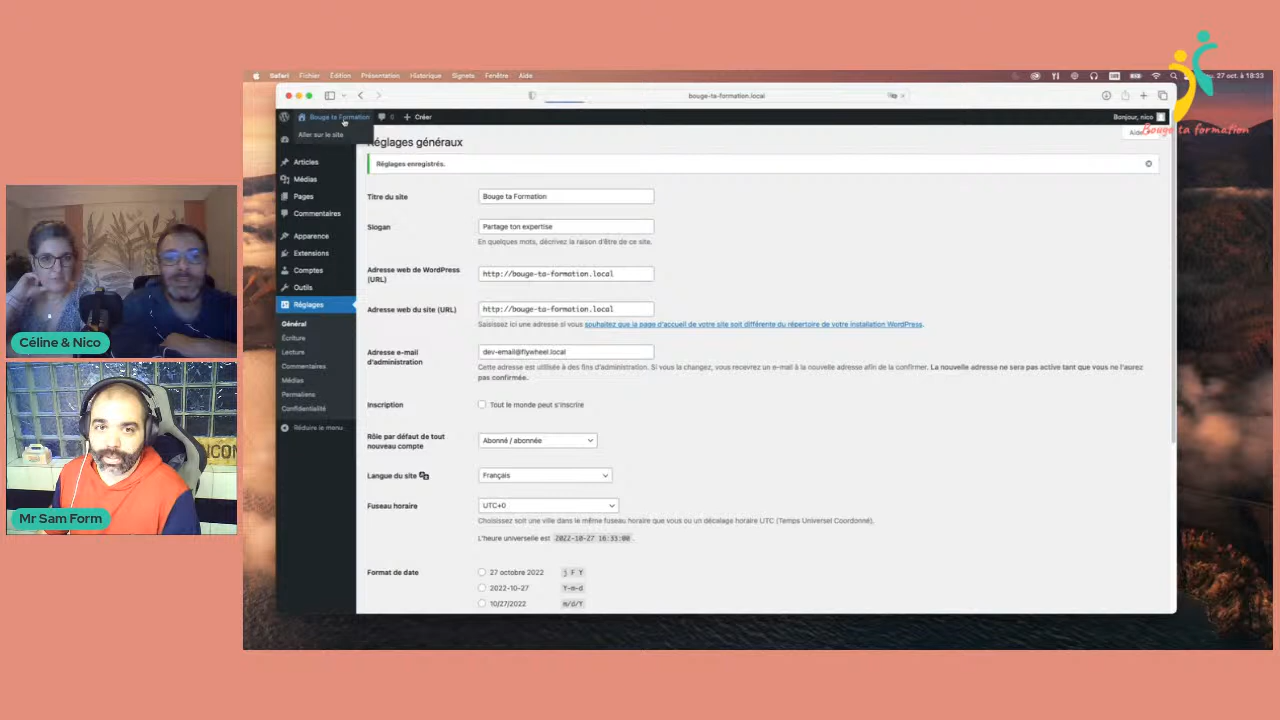 Safari Fichier Édition Présentation Historique Signets Fenêtre Aide
27 oct. à 18:33
bouge-ta-formation.local
Bouge ta Formation 0 + Créer
Bonjour, nico
Aller sur le site
Bouge ta formation
Réglages généraux
Réglages enregistrés.
Articles
Médias
Pages
Commentaires
Apparence
Extensions
Comptes
Outils
Réglages
Général
Écriture
Lecture
Commentaires
Médias
Permaliens
Confidentialité
Réduire le menu
Titre du site
Bouge ta Formation
Slogan
Partage ton expertise
En quelques mots, décrivez la raison d'être de ce site.
Adresse web de WordPress
(URL)
http://bouge-ta-formation.local
Adresse web du site (URL)
http://bouge-ta-formation.local
Saisissez ici une adresse si vous souhaitez que la page d'accueil de votre site soit différente du répertoire de votre installation WordPress.
Adresse e-mail
d'administration
dev-email@flywheel.local
Cette adresse est utilisée à des fins d'administration. Si vous la changez, vous recevrez un e-mail à la nouvelle adresse afin de la confirmer. La nouvelle adresse ne sera pas active tant que vous ne l'aurez
pas confirmée.
Inscription
Tout le monde peut s'inscrire
Rôle par défaut de tout
nouveau compte
Abonné / abonnée
Langue du site
Français
Fuseau horaire
UTC+0
Choisissez soit une ville dans le même fuseau horaire que vous ou un décalage horaire UTC (Temps Universel Coordonné).
L'heure universelle est 2022-10-27 16:33:00.
Format de date
27 octobre 2022 j F Y
2022-10-27 Y-m-d
10/27/2022 m/d/Y
Céline & Nico
Mr Sam Form